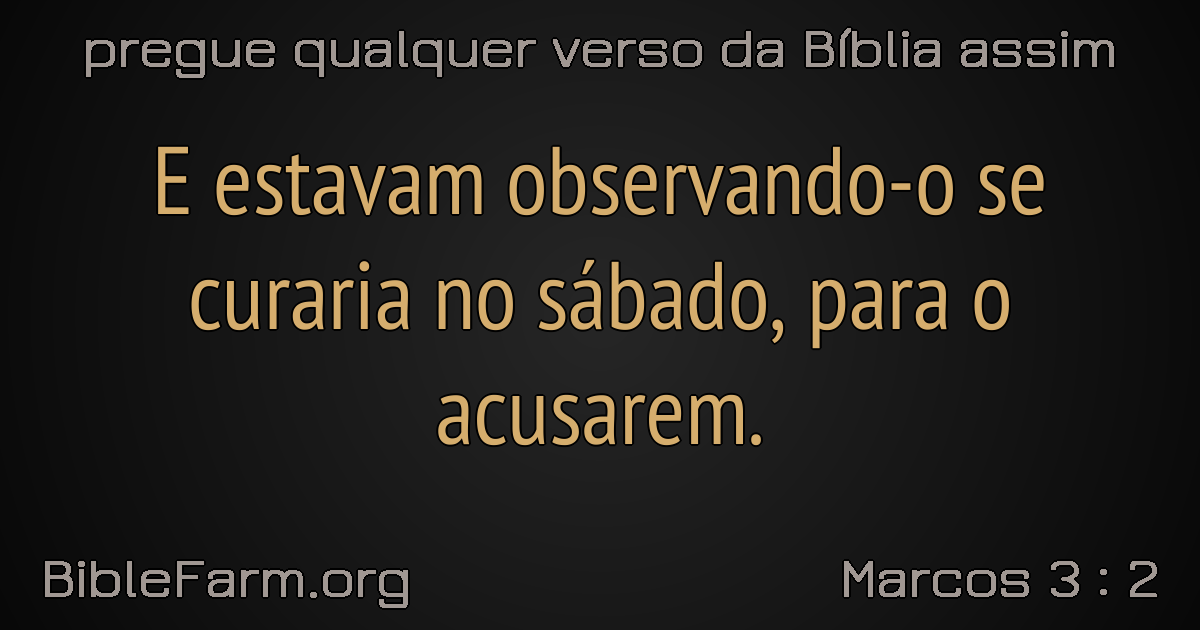 pregue qualquer verso da Bíblia assim
E estavam observando-o se
curaria no sábado, para o
acusarem.
BibleFarm.org
Marcos 3 : 2